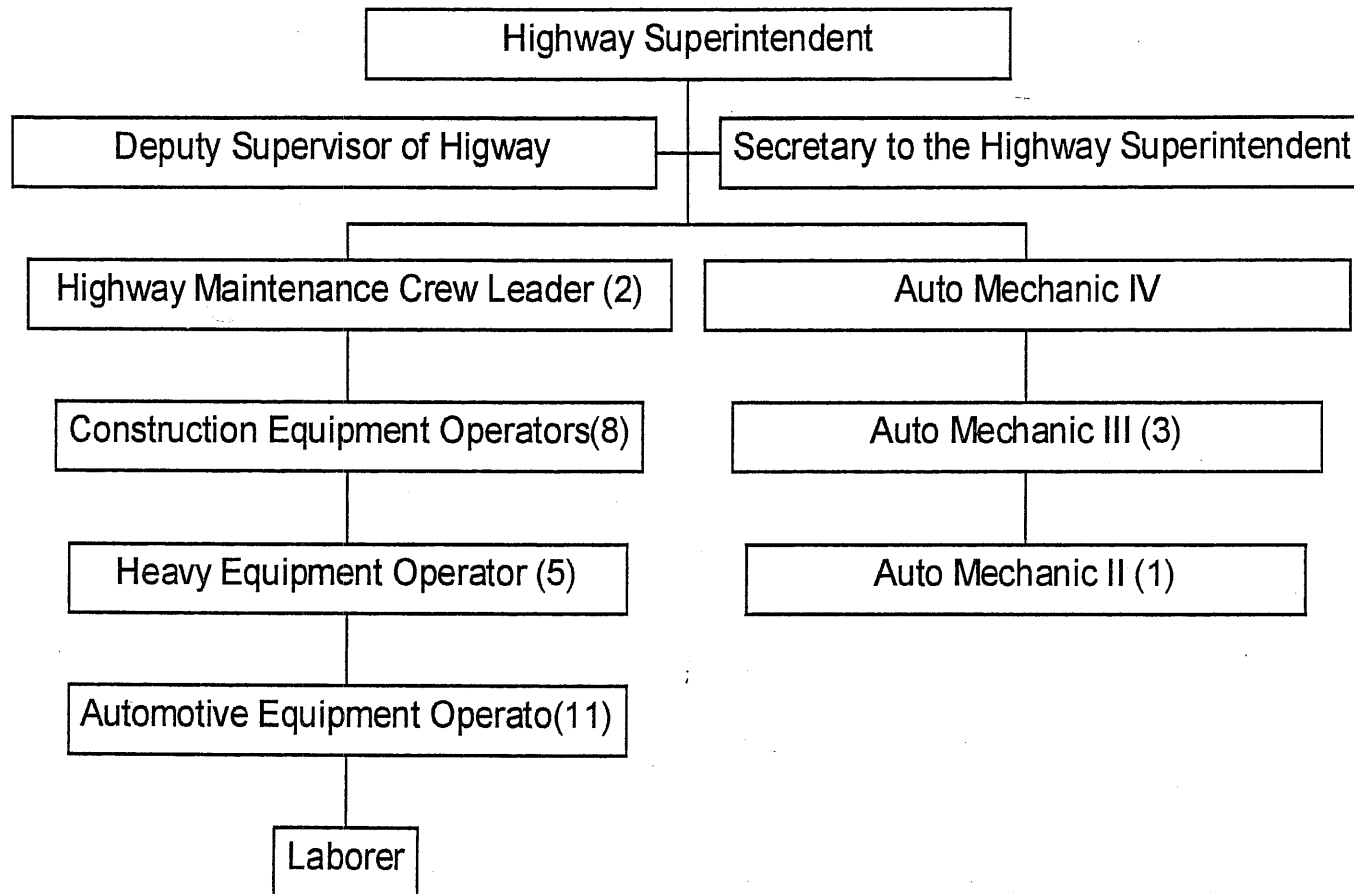 Highway Superintendent
Deputy Supervisor of Higway
Secretary to the Highway Superintendent
Highway Maintenance Crew Leader (2)
Auto Mechanic IV
Construction Equipment Operators(8)
Auto Mechanic III (3)
Heavy Equipment Operator (5)
Auto Mechanic II (1)
Automotive Equipment Operato(11)
Laborer